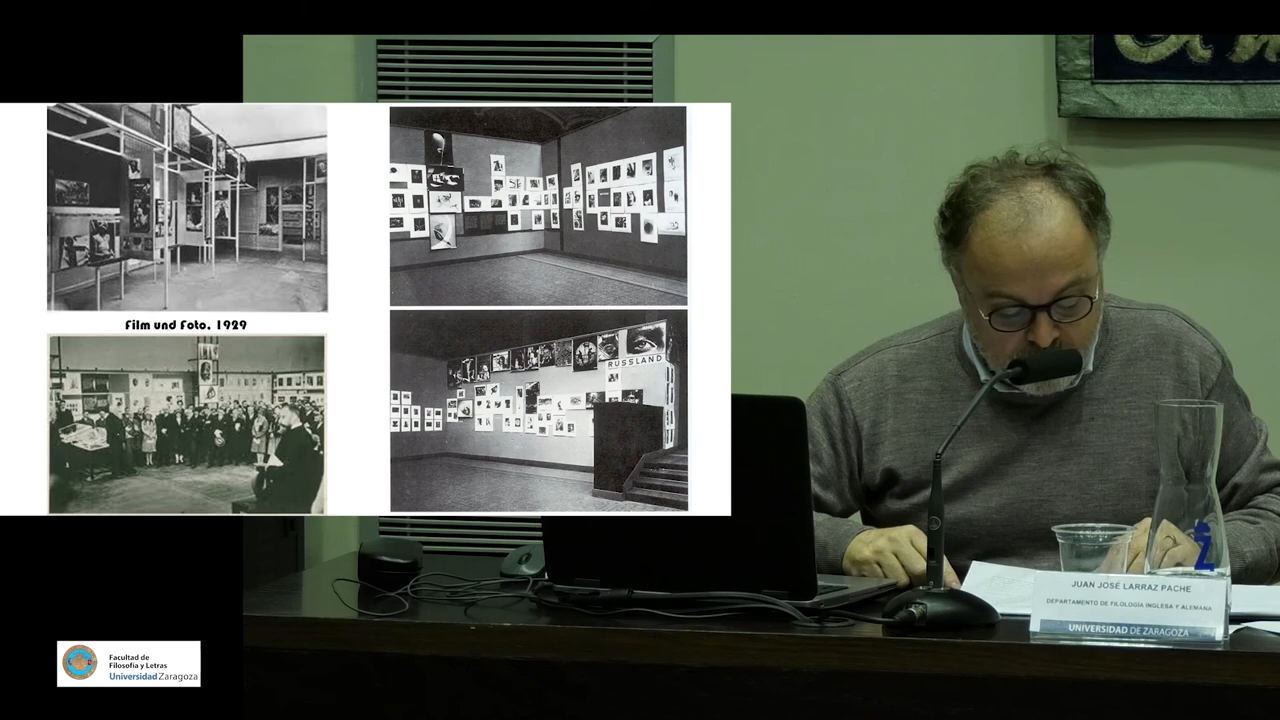 Film und Foto. 1929
RUSSLAND
JUAN JOSÉ LARRAZ PACHE
DEPARTAMENTO DE FILOLOGÍA INGLESA Y ALEMANA
UNIVERSIDAD DE ZARAGOZA
Facultad de
Filosofía y Letras
Universidad Zaragoza